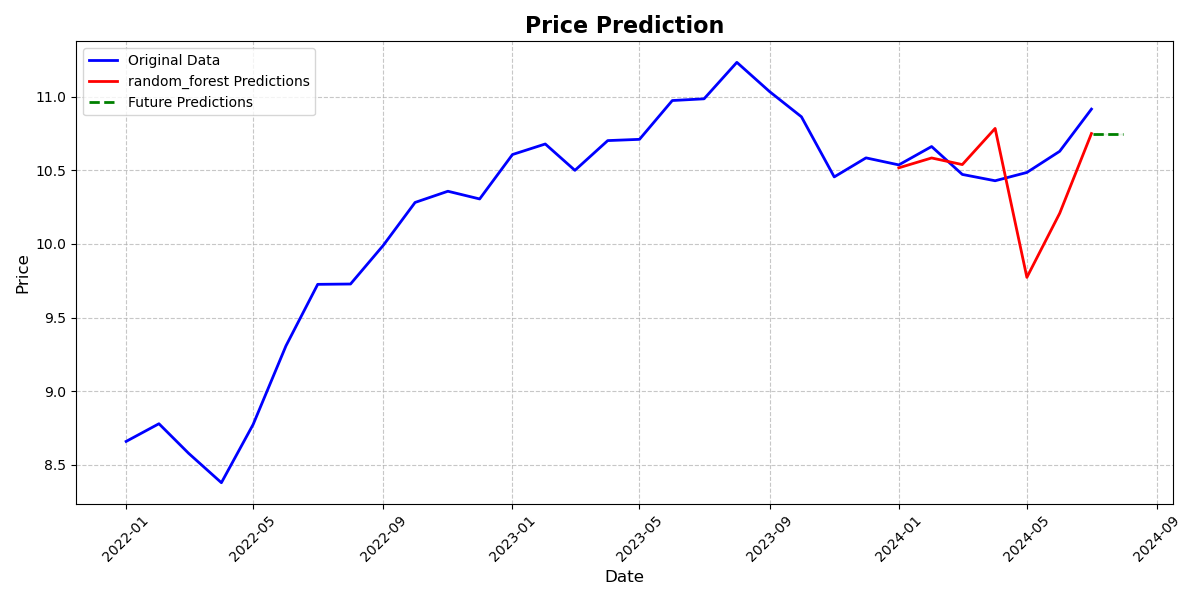 Price Prediction
Original Data
random_forest Predictions
Future Predictions
Price
11.0
10.5
10.0
9.5
9.0
8.5
2022-01
2022-05
2022-09
2023-01
2023-05
2023-09
2024-01
2024-05
2024-09
Date